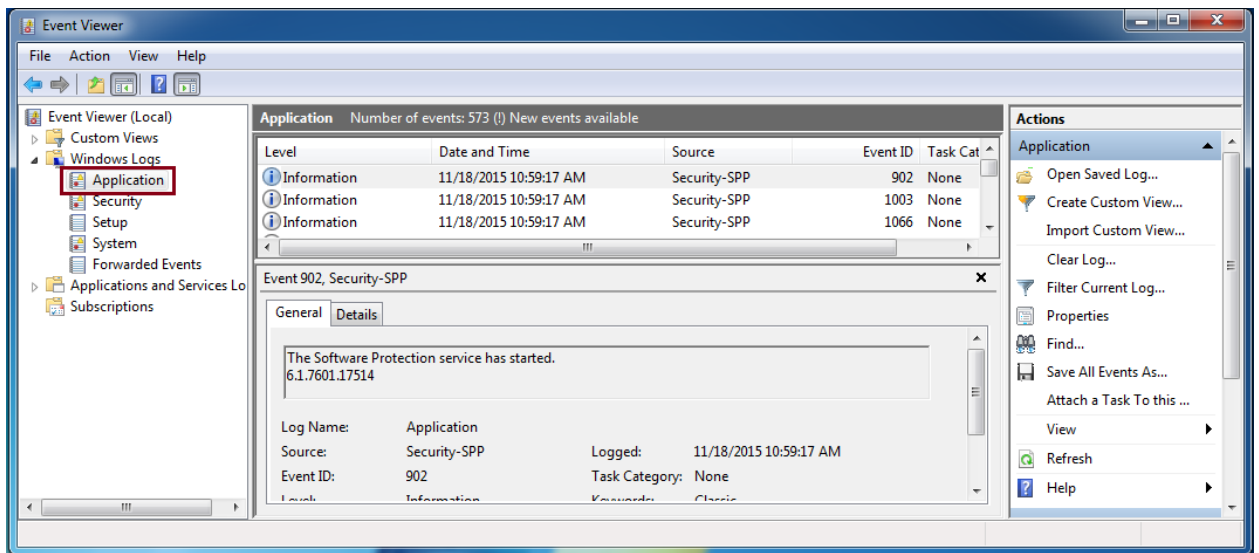 Event Viewer
File Action View Help
Event Viewer (Local)
Custom Views
Windows Logs
Application
Security
Setup
System
Forwarded Events
Applications and Services Lo
Subscriptions
Application Number of events: 573 (!) New events available
Level Date and Time Source Event ID Task Cat
Information 11/18/2015 10:59:17 AM Security-SPP 902 None
Information 11/18/2015 10:59:17 AM Security-SPP 1003 None
Information 11/18/2015 10:59:17 AM Security-SPP 1066 None
Event 902, Security-SPP
General Details
The Software Protection service has started.
6.1.7601.17514
Log Name: Application
Source: Security-SPP Logged: 11/18/2015 10:59:17 AM
Event ID: 902 Task Category: None
Level: Information Keywords: Classic
Actions
Application
Open Saved Log...
Create Custom View...
Import Custom View...
Clear Log...
Filter Current Log...
Properties
Find...
Save All Events As...
Attach a Task To this ...
View
Refresh
Help